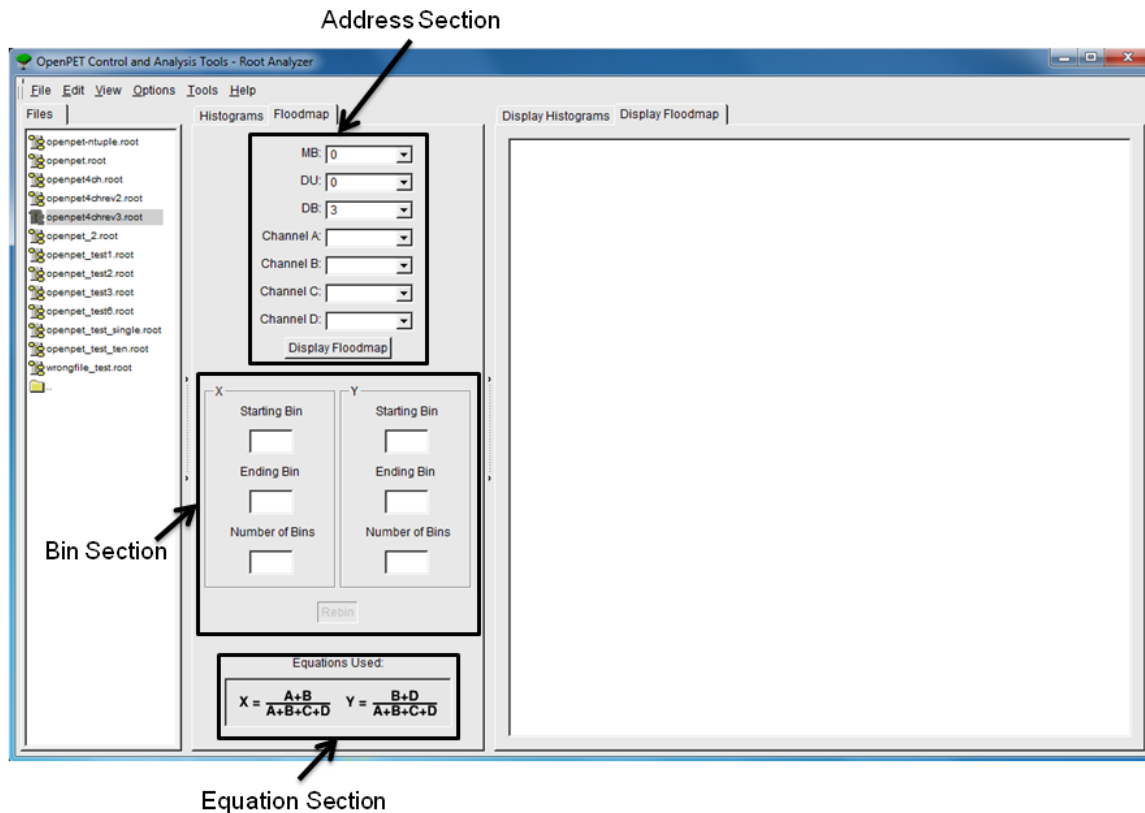 Address Section
OpenPET Control and Analysis Tools - Root Analyzer
File Edit View Options Tools Help
Files
openpet-ntuple.root
openpet.root
openpet4ch.root
openpet4chrev2.root
openpet4chrev3.root
openpet_2.root
openpet_test1.root
openpet_test2.root
openpet_test3.root
openpet_test6.root
openpet_test_single.root
openpet_test_ten.root
wrongfile_test.root
..
Histograms Floodmap
MB: 0
DU: 0
DB: 3
Channel A:
Channel B:
Channel C:
Channel D:
Display Floodmap
X
Starting Bin
Ending Bin
Number of Bins
Y
Starting Bin
Ending Bin
Number of Bins
Rebin
Bin Section
Equations Used:
X = A+B / A+B+C+D Y = B+D / A+B+C+D
Equation Section
Display Histograms Display Floodmap